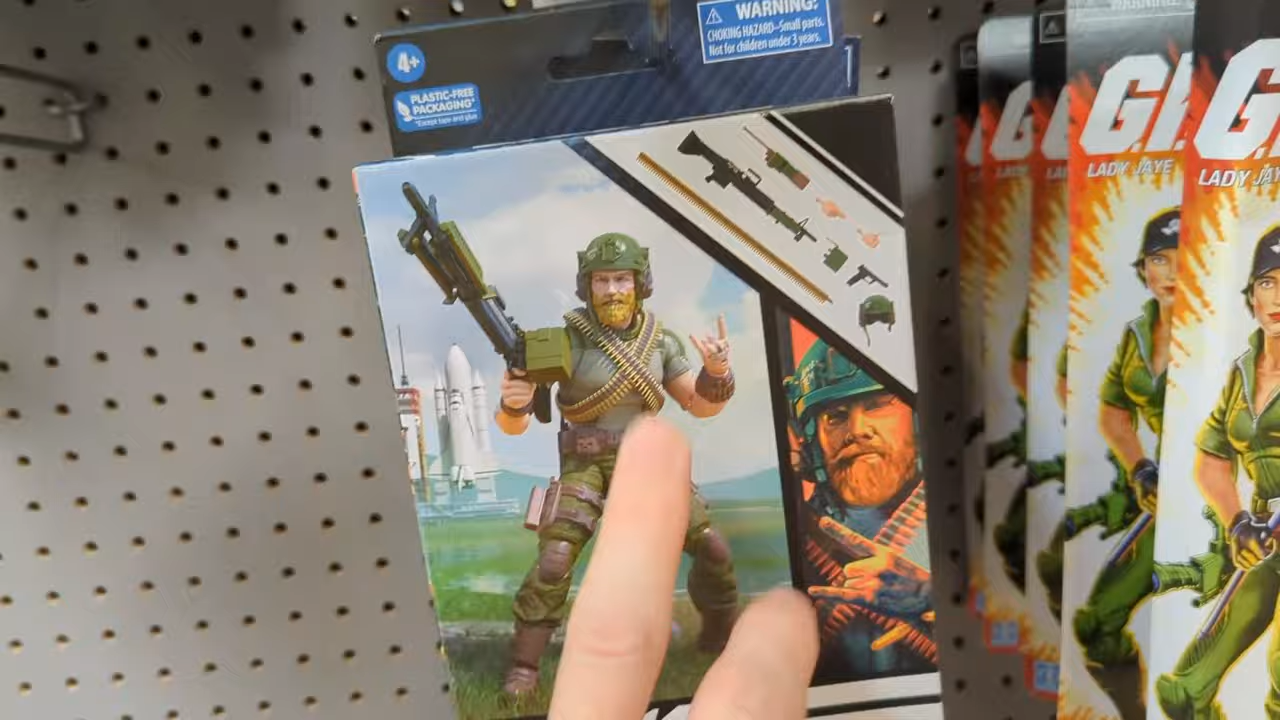 4+
PLASTIC-FREE
PACKAGING*
*Except tape and glue
WARNING:
CHOKING HAZARD–Small parts.
Not for children under 3 years.
G.I.
LADY JAYE
G
LADY JAY